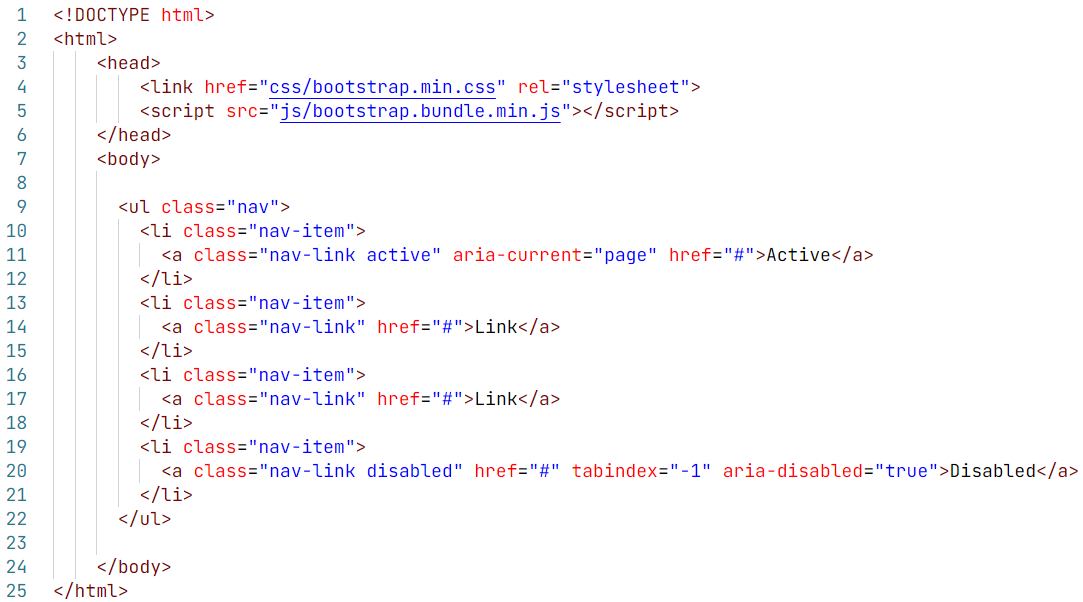 1 <!DOCTYPE html>
2 <html>
3     <head>
4         <link href="css/bootstrap.min.css" rel="stylesheet">
5         <script src="js/bootstrap.bundle.min.js"></script>
6     </head>
7     <body>
8
9       <ul class="nav">
10         <li class="nav-item">
11           <a class="nav-link active" aria-current="page" href="#">Active</a>
12         </li>
13         <li class="nav-item">
14           <a class="nav-link" href="#">Link</a>
15         </li>
16         <li class="nav-item">
17           <a class="nav-link" href="#">Link</a>
18         </li>
19         <li class="nav-item">
20           <a class="nav-link disabled" href="#" tabindex="-1" aria-disabled="true">Disabled</a>
21         </li>
22       </ul>
23
24     </body>
25 </html>